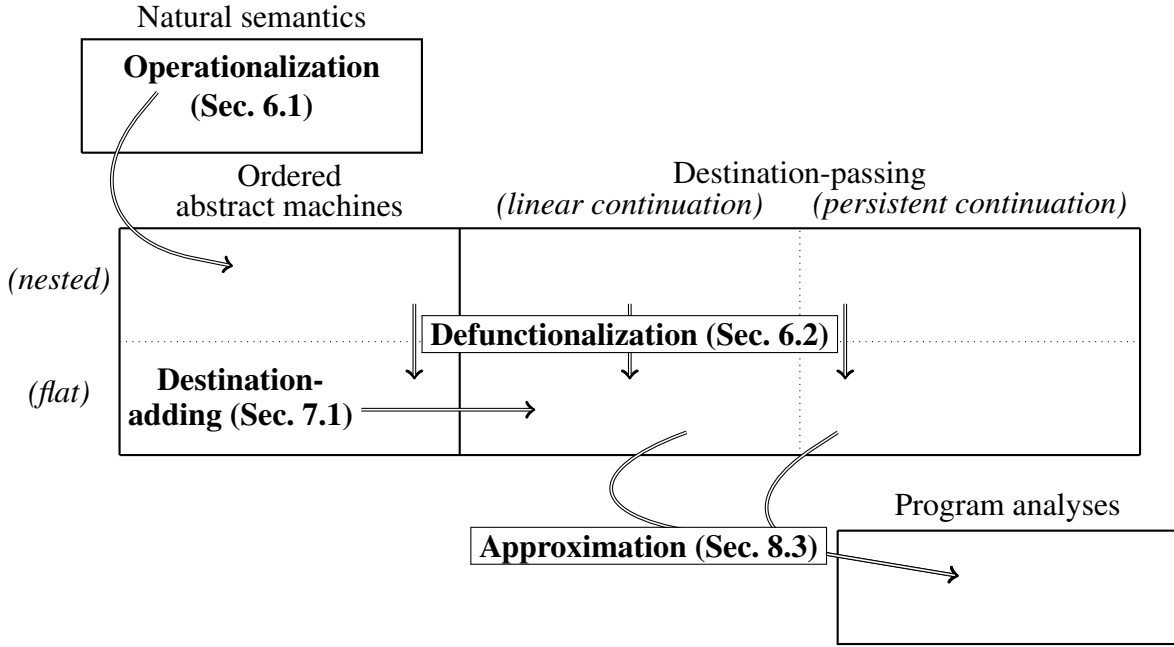 Natural semantics
Operationalization
(Sec. 6.1)
Ordered
abstract machines
Destination-passing
(linear continuation)
(persistent continuation)
(nested)
Defunctionalization (Sec. 6.2)
(flat)
Destination-
adding (Sec. 7.1)
Program analyses
Approximation (Sec. 8.3)